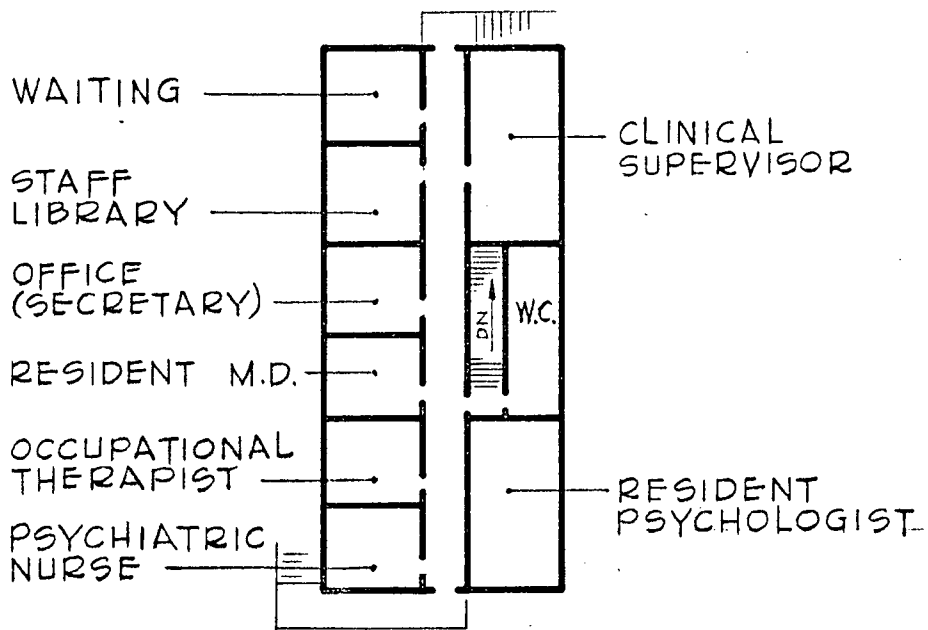 WAITING
STAFF
LIBRARY
OFFICE
(SECRETARY)
RESIDENT M.D.
OCCUPATIONAL
THERAPIST
PSYCHIATRIC
NURSE
DN
W.C.
CLINICAL
SUPERVISOR
RESIDENT
PSYCHOLOGIST